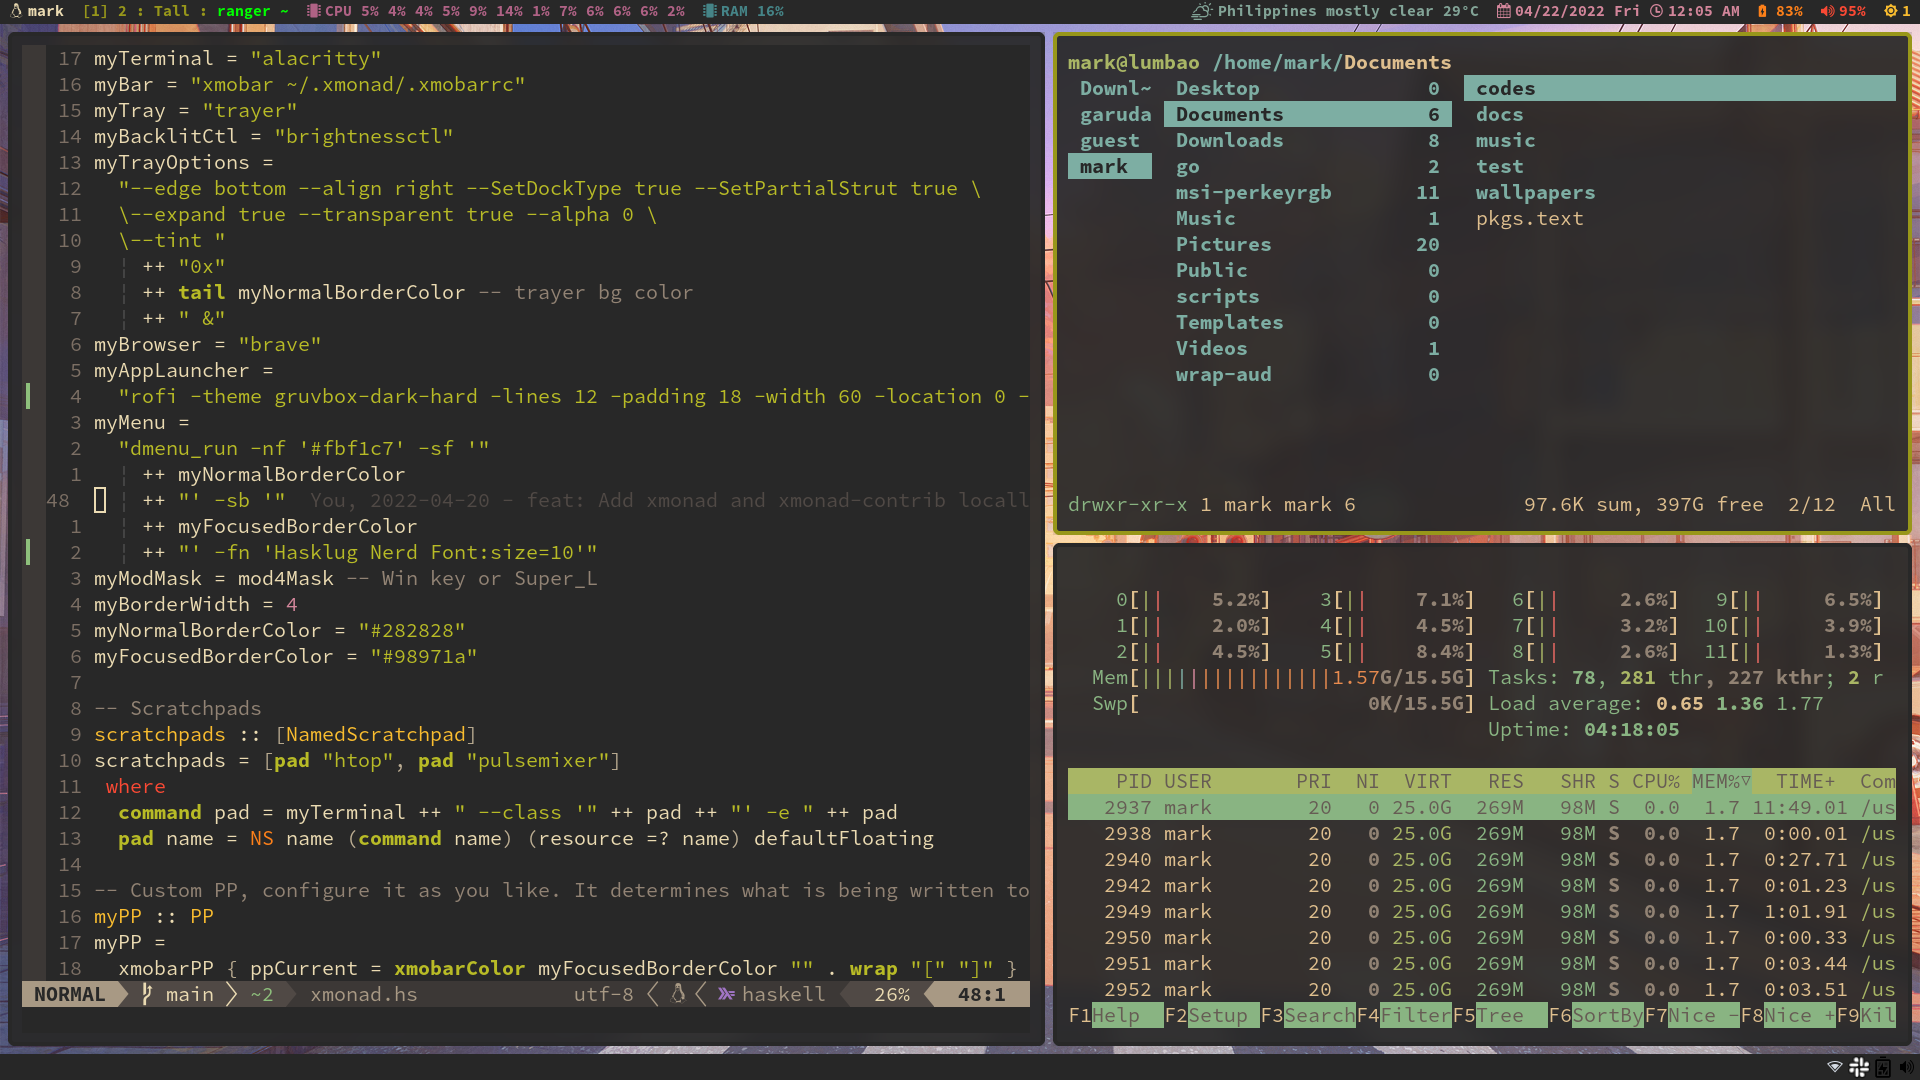 mark [1] 2 : Tall : ranger ~ CPU 5% 4% 4% 5% 9% 14% 1% 7% 6% 6% 6% 2% RAM 16% Philippines mostly clear 29°C 04/22/2022 Fri 12:05 AM 83% 95% 1
17 myTerminal = "alacritty"
16 myBar = "xmobar ~/.xmonad/.xmobarrc"
15 myTray = "trayer"
14 myBacklitCtl = "brightnessctl"
13 myTrayOptions =
12 "--edge bottom --align right --SetDockType true --SetPartialStrut true \
11 \--expand true --transparent true --alpha 0 \
10 \--tint "
9 ++ "0x"
8 ++ tail myNormalBorderColor -- trayer bg color
7 ++ " &"
6 myBrowser = "brave"
5 myAppLauncher =
4 "rofi -theme gruvbox-dark-hard -lines 12 -padding 18 -width 60 -location 0 -
3 myMenu =
2 "dmenu_run -nf '#fbf1c7' -sf '"
1 ++ myNormalBorderColor
48 ++ "' -sb '" You, 2022-04-20 - feat: Add xmonad and xmonad-contrib locall
1 ++ myFocusedBorderColor
2 ++ "' -fn 'Hasklug Nerd Font:size=10'"
3 myModMask = mod4Mask -- Win key or Super_L
4 myBorderWidth = 4
5 myNormalBorderColor = "#282828"
6 myFocusedBorderColor = "#98971a"
7
8 -- Scratchpads
9 scratchpads :: [NamedScratchpad]
10 scratchpads = [pad "htop", pad "pulsemixer"]
11 where
12 command pad = myTerminal ++ " --class '" ++ pad ++ "' -e " ++ pad
13 pad name = NS name (command name) (resource =? name) defaultFloating
14
15 -- Custom PP, configure it as you like. It determines what is being written to
16 myPP :: PP
17 myPP =
18 xmobarPP { ppCurrent = xmobarColor myFocusedBorderColor "" . wrap "[" "]" }
NORMAL main ~2 xmonad.hs utf-8 haskell 26% 48:1
mark@lumbao /home/mark/Documents
Downl~ Desktop 0 codes
garuda Documents 6 docs
guest Downloads 8 music
mark go 2 test
msi-perkeyrgb 11 wallpapers
Music 1 pkgs.text
Pictures 20
Public 0
scripts 0
Templates 0
Videos 1
wrap-aud 0
drwxr-xr-x 1 mark mark 6 97.6K sum, 397G free 2/12 All
0[|| 5.2%] 3[|| 7.1%] 6[|| 2.6%] 9[|| 6.5%]
1[|| 2.0%] 4[|| 4.5%] 7[|| 3.2%] 10[|| 3.9%]
2[|| 4.5%] 5[|| 8.4%] 8[|| 2.6%] 11[|| 1.3%]
Mem[||||||||||||||||1.57G/15.5G] Tasks: 78, 281 thr, 227 kthr; 2 r
Swp[ 0K/15.5G] Load average: 0.65 1.36 1.77
Uptime: 04:18:05
PID USER PRI NI VIRT RES SHR S CPU% MEM%▽ TIME+ Com
2937 mark 20 0 25.0G 269M 98M S 0.0 1.7 11:49.01 /us
2938 mark 20 0 25.0G 269M 98M S 0.0 1.7 0:00.01 /us
2940 mark 20 0 25.0G 269M 98M S 0.0 1.7 0:27.71 /us
2942 mark 20 0 25.0G 269M 98M S 0.0 1.7 0:01.23 /us
2949 mark 20 0 25.0G 269M 98M S 0.0 1.7 1:01.91 /us
2950 mark 20 0 25.0G 269M 98M S 0.0 1.7 0:00.33 /us
2951 mark 20 0 25.0G 269M 98M S 0.0 1.7 0:03.44 /us
2952 mark 20 0 25.0G 269M 98M S 0.0 1.7 0:03.51 /us
F1Help F2Setup F3SearchF4FilterF5Tree F6SortByF7Nice -F8Nice +F9Kil